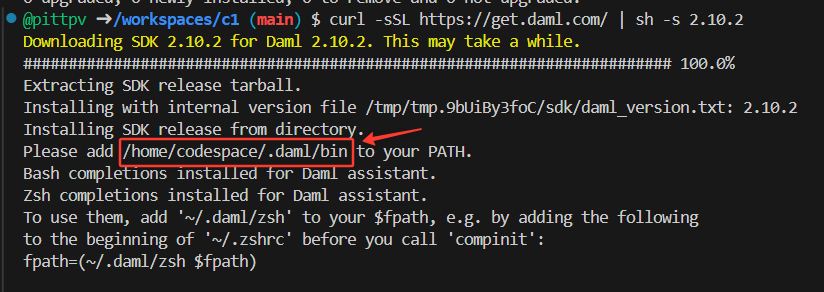 @pittpv ➜/workspaces/c1 (main) $ curl -sSL https://get.daml.com/ | sh -s 2.10.2
Downloading SDK 2.10.2 for Daml 2.10.2. This may take a while.
######################################################################## 100.0%
Extracting SDK release tarball.
Installing with internal version file /tmp/tmp.9bUiBy3foC/sdk/daml_version.txt: 2.10.2
Installing SDK release from directory.
Please add /home/codespace/.daml/bin to your PATH.
Bash completions installed for Daml assistant.
Zsh completions installed for Daml assistant.
To use them, add '~/.daml/zsh' to your $fpath, e.g. by adding the following
to the beginning of '~/.zshrc' before you call 'compinit':
fpath=(~/.daml/zsh $fpath)